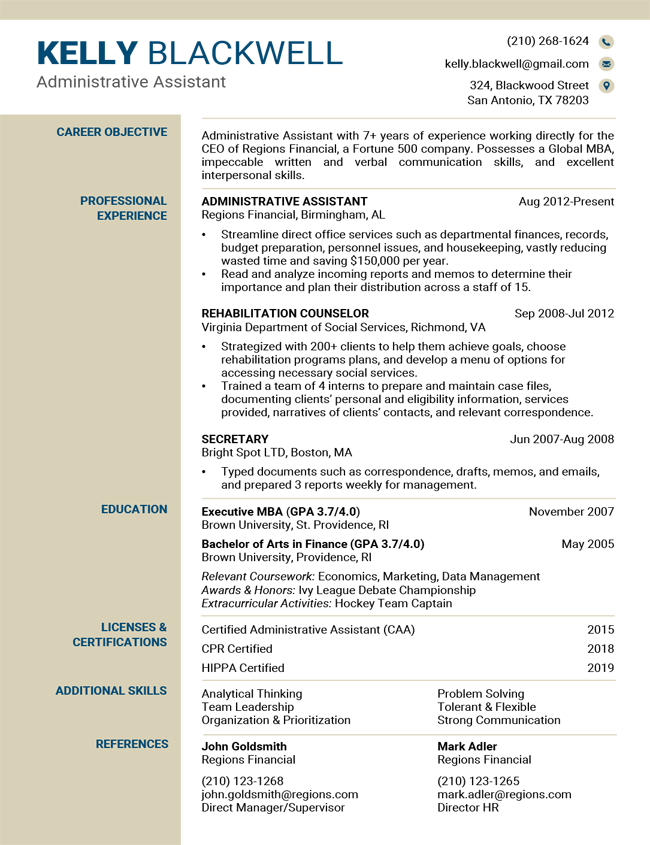 KELLY BLACKWELL
Administrative Assistant
(210) 268-1624
kelly.blackwell@gmail.com
324, Blackwood Street
San Antonio, TX 78203
CAREER OBJECTIVE
Administrative Assistant with 7+ years of experience working directly for the
CEO of Regions Financial, a Fortune 500 company. Possesses a Global MBA,
impeccable written and verbal communication skills, and excellent
interpersonal skills.
PROFESSIONAL
EXPERIENCE
ADMINISTRATIVE ASSISTANT Aug 2012-Present
Regions Financial, Birmingham, AL
• Streamline direct office services such as departmental finances, records,
budget preparation, personnel issues, and housekeeping, vastly reducing
wasted time and saving $150,000 per year.
• Read and analyze incoming reports and memos to determine their
importance and plan their distribution across a staff of 15.
REHABILITATION COUNSELOR Sep 2008-Jul 2012
Virginia Department of Social Services, Richmond, VA
• Strategized with 200+ clients to help them achieve goals, choose
rehabilitation programs plans, and develop a menu of options for
accessing necessary social services.
• Trained a team of 4 interns to prepare and maintain case files,
documenting clients’ personal and eligibility information, services
provided, narratives of clients’ contacts, and relevant correspondence.
SECRETARY Jun 2007-Aug 2008
Bright Spot LTD, Boston, MA
• Typed documents such as correspondence, drafts, memos, and emails,
and prepared 3 reports weekly for management.
EDUCATION
Executive MBA (GPA 3.7/4.0) November 2007
Brown University, St. Providence, RI
Bachelor of Arts in Finance (GPA 3.7/4.0) May 2005
Brown University, Providence, RI
Relevant Coursework: Economics, Marketing, Data Management
Awards & Honors: Ivy League Debate Championship
Extracurricular Activities: Hockey Team Captain
LICENSES &
CERTIFICATIONS
Certified Administrative Assistant (CAA) 2015
CPR Certified 2018
HIPPA Certified 2019
ADDITIONAL SKILLS
Analytical Thinking Problem Solving
Team Leadership Tolerant & Flexible
Organization & Prioritization Strong Communication
REFERENCES
John Goldsmith Mark Adler
Regions Financial Regions Financial
(210) 123-1268 (210) 123-1265
john.goldsmith@regions.com mark.adler@regions.com
Direct Manager/Supervisor Director HR